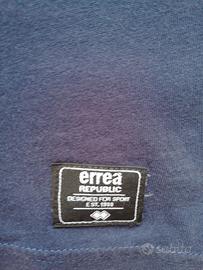 errea
REPUBLIC
DESIGNED FOR SPORT
EST. 1988
subito